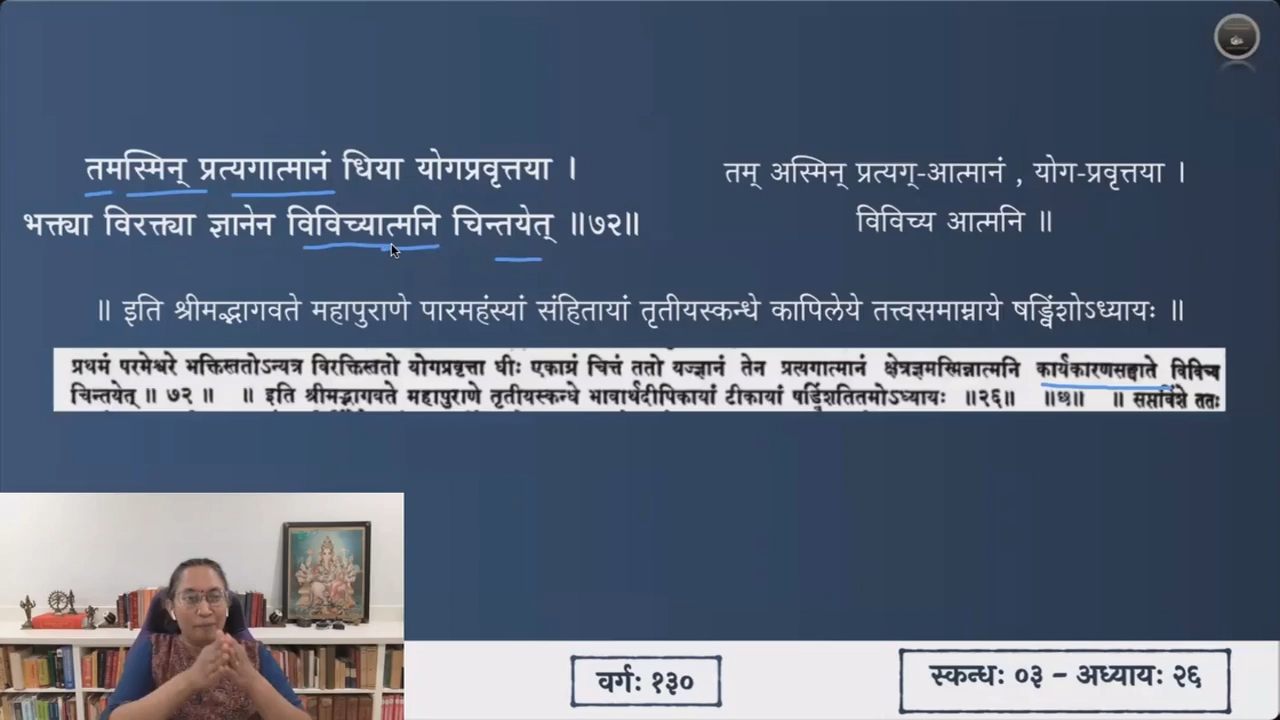 तमस्मिन् प्रत्यगात्मानं धिया योगप्रवृत्तया ।
भक्त्या विरक्त्या ज्ञानेन विविच्यात्मनि चिन्तयेत् ॥७२॥
तम् अस्मिन् प्रत्यग्-आत्मानं , योग-प्रवृत्तया ।
विविच्य आत्मनि ॥
॥ इति श्रीमद्भागवते महापुराणे पारमहंस्यां संहितायां तृतीयस्कन्धे कापिलेये तत्त्वसमाम्नाये षड्विंशोऽध्यायः ॥
प्रथमं परमेश्वरे भक्तिस्ततोऽन्यत्र विरक्तिस्ततो योगप्रवृत्ता धीः एकाग्रं चित्तं ततो यज्ज्ञानं तेन प्रत्यगात्मानं क्षेत्रज्ञमस्मिन्नात्मनि कार्यकारणसङ्घाते विविच्य
चिन्तयेत् ॥ ७२ ॥ ॥ इति श्रीमद्भागवते महापुराणे तृतीयस्कन्धे भावार्थदीपिकायां टीकायां षड्विंशतितमोऽध्यायः ॥२६॥ ॥छ॥ ॥ सप्तविंशे ततः
वर्गः १३०
स्कन्धः ०३ – अध्यायः २६